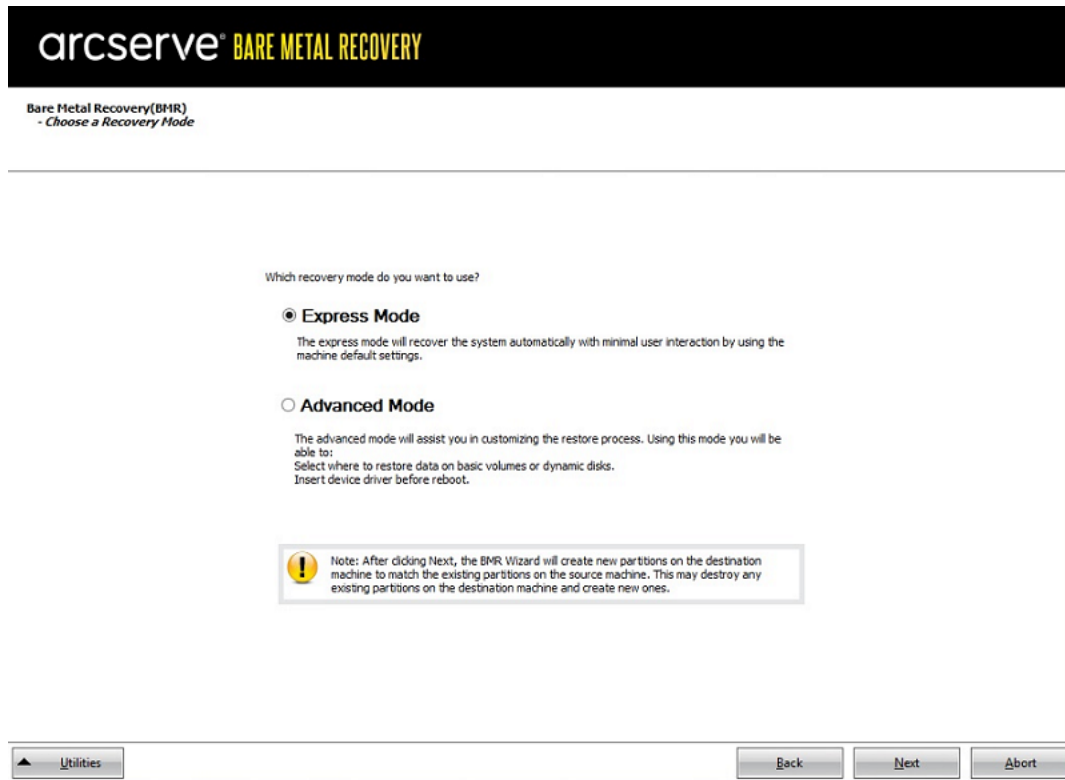 arcserve® BARE METAL RECOVERY
Bare Metal Recovery(BMR)
- Choose a Recovery Mode
Which recovery mode do you want to use?
Express Mode
The express mode will recover the system automatically with minimal user interaction by using the
machine default settings.
Advanced Mode
The advanced mode will assist you in customizing the restore process. Using this mode you will be
able to:
Select where to restore data on basic volumes or dynamic disks.
Insert device driver before reboot.
Note: After clicking Next, the BMR Wizard will create new partitions on the destination
machine to match the existing partitions on the source machine. This may destroy any
existing partitions on the destination machine and create new ones.
Utilities
Back
Next
Abort